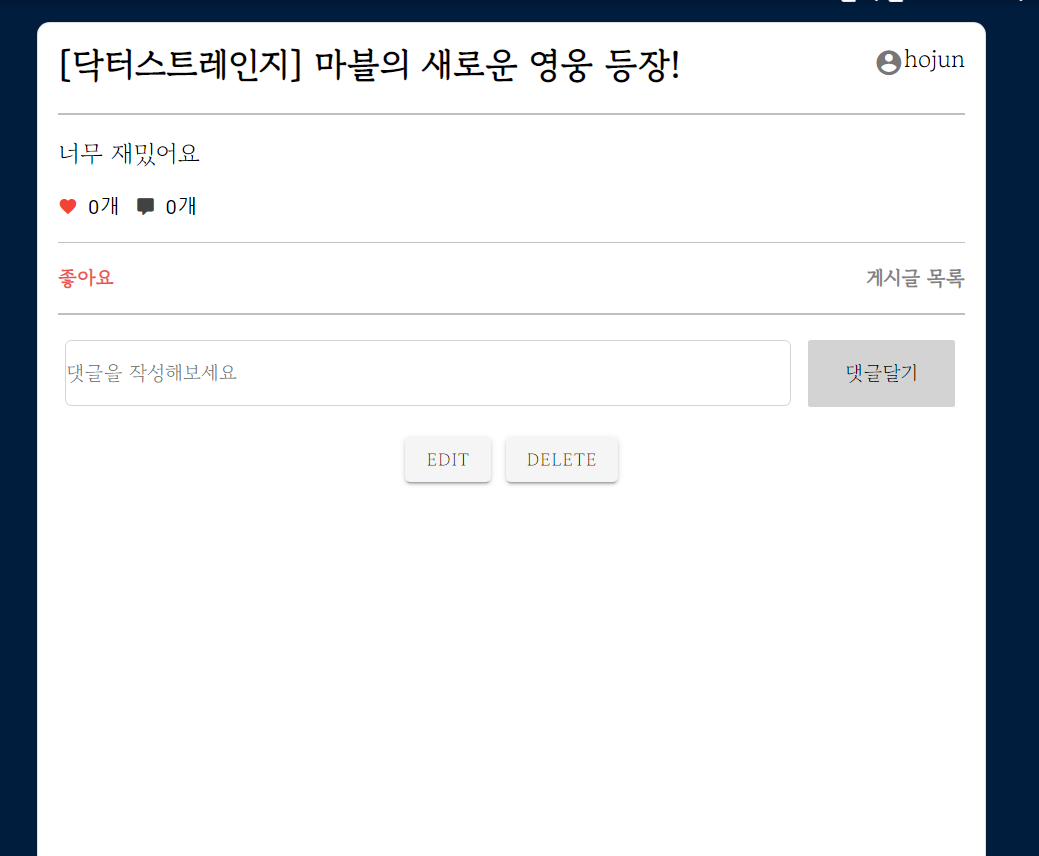 [닥터스트레인지] 마블의 새로운 영웅 등장!
hojun
너무 재밌어요
0개 0개
좋아요
게시글 목록
댓글을 작성해보세요
댓글달기
EDIT DELETE